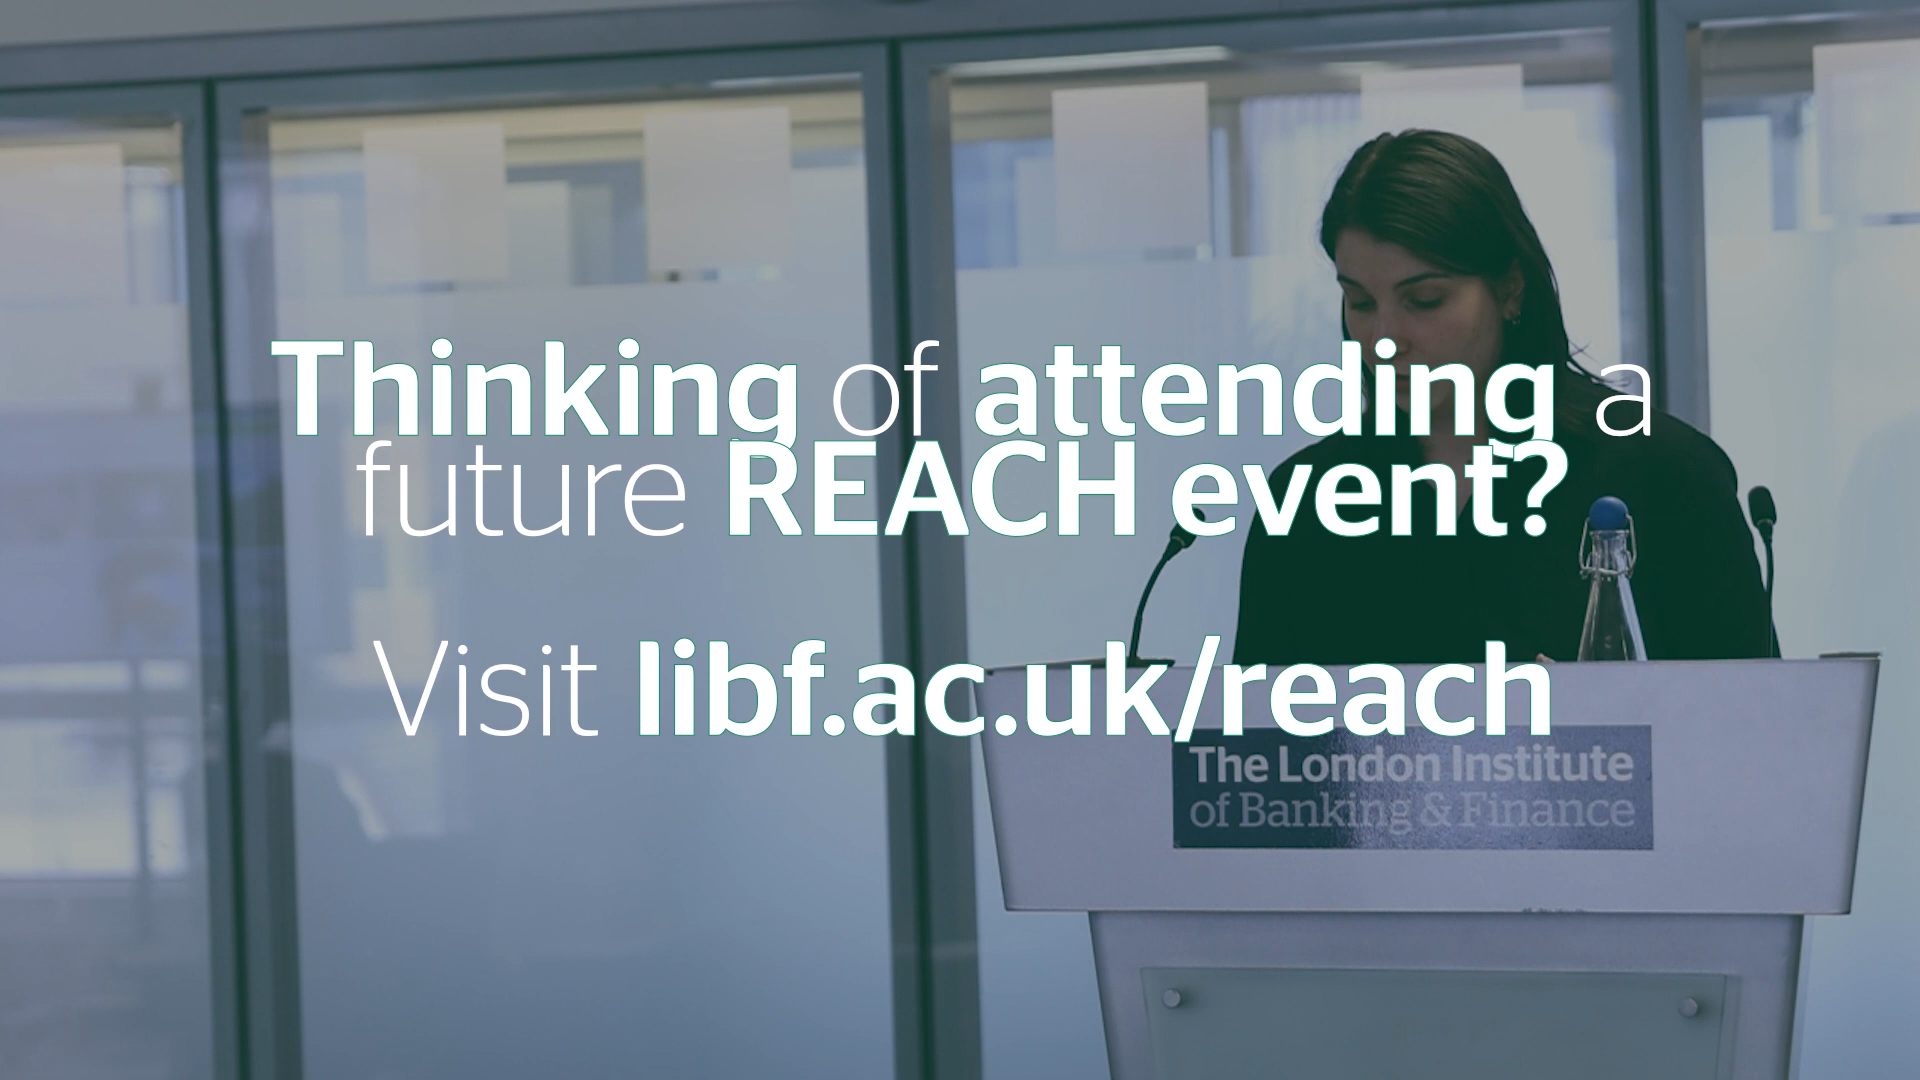 Thinking of attending a
future REACH event?
Visit libf.ac.uk/reach
The London Institute
of Banking & Finance